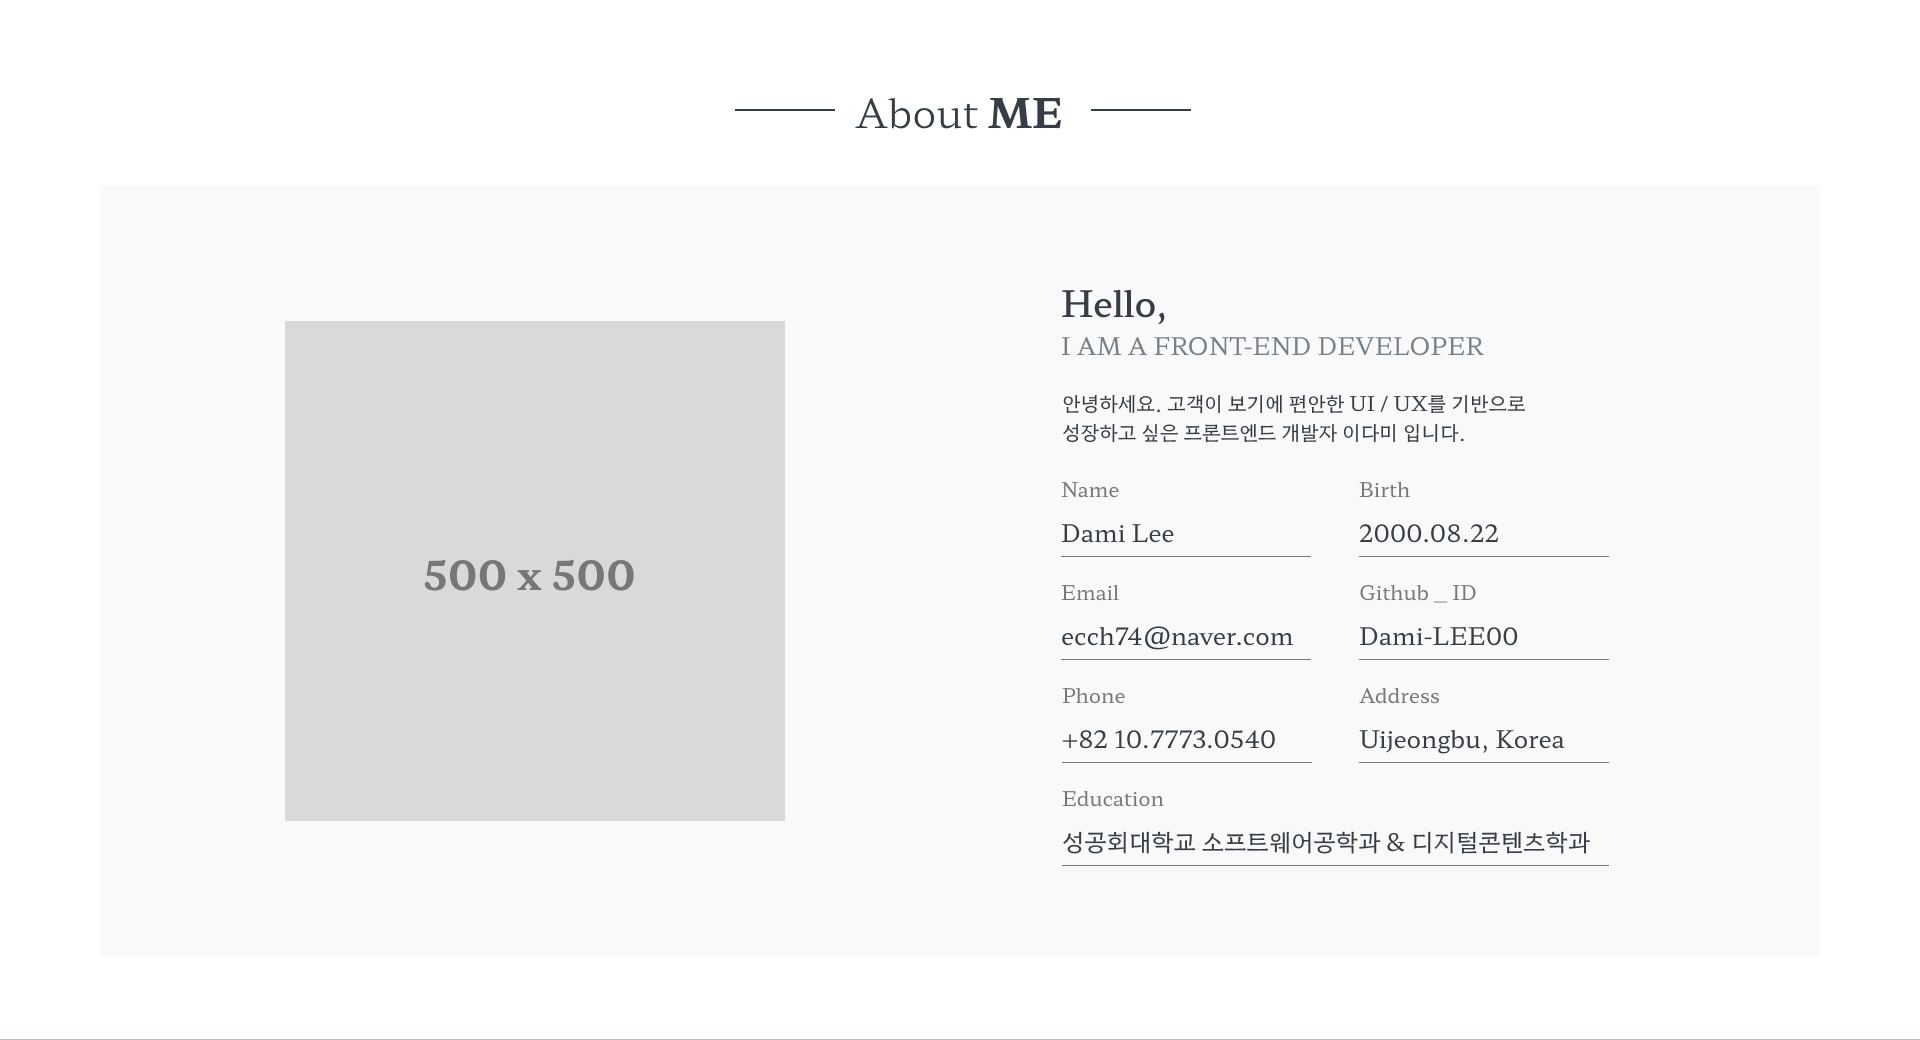 About ME
500 x 500
Hello,
I AM A FRONT-END DEVELOPER
안녕하세요. 고객이 보기에 편안한 UI / UX를 기반으로
성장하고 싶은 프론트엔드 개발자 이다미 입니다.
Name
Dami Lee
Birth
2000.08.22
Email
ecch74@naver.com
Github _ ID
Dami-LEE00
Phone
+82 10.7773.0540
Address
Uijeongbu, Korea
Education
성공회대학교 소프트웨어공학과 & 디지털콘텐츠학과